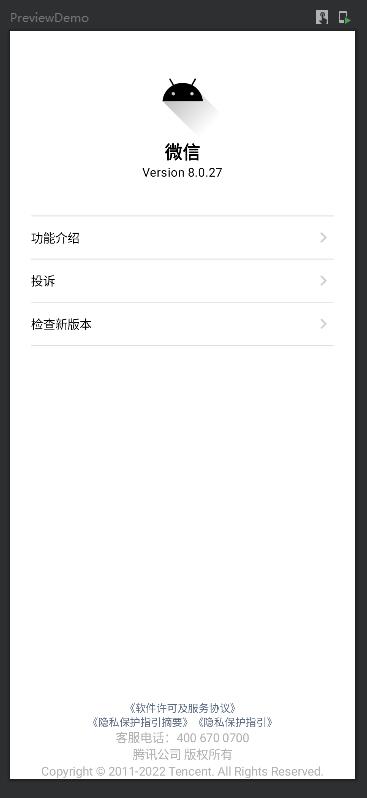 PreviewDemo
微信
Version 8.0.27
功能介绍
投诉
检查新版本
《软件许可及服务协议》
《隐私保护指引摘要》《隐私保护指引》
客服电话：400 670 0700
腾讯公司 版权所有
Copyright © 2011-2022 Tencent. All Rights Reserved.